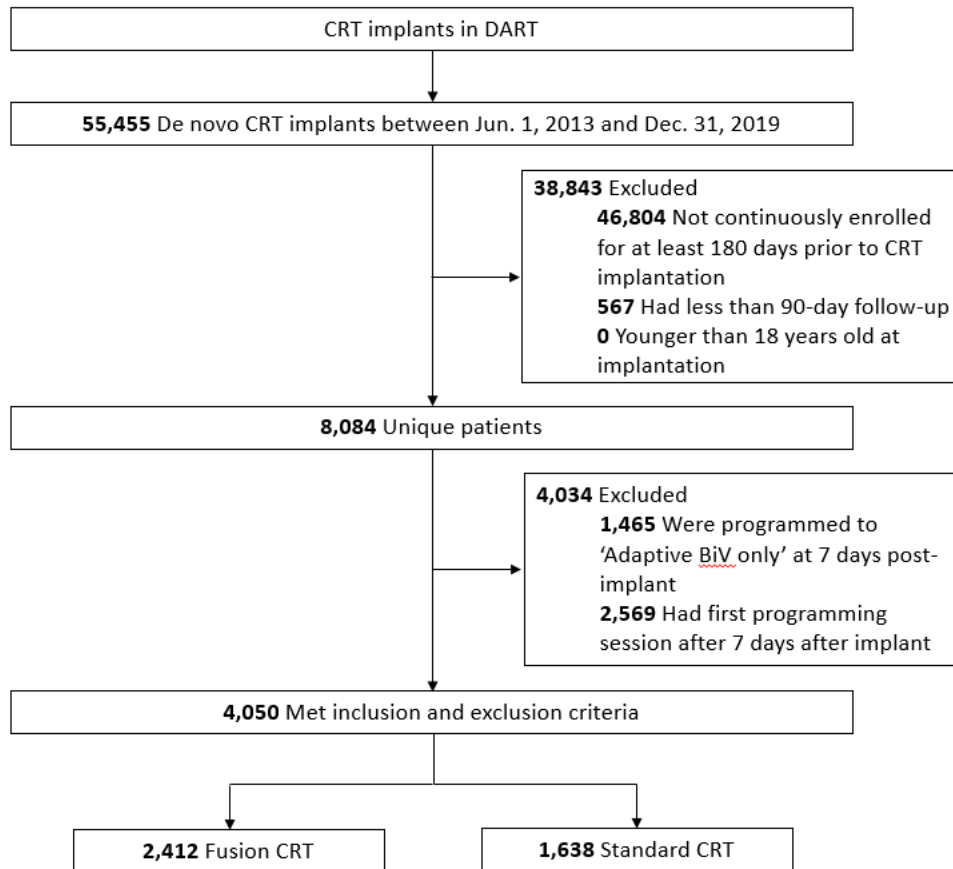 CRT implants in DART
55,455 De novo CRT implants between Jun. 1, 2013 and Dec. 31, 2019
38,843 Excluded
46,804 Not continuously enrolled
for at least 180 days prior to CRT
implantation
567 Had less than 90-day follow-up
0 Younger than 18 years old at
implantation
8,084 Unique patients
4,034 Excluded
1,465 Were programmed to
‘Adaptive BiV only’ at 7 days post-
implant
2,569 Had first programming
session after 7 days after implant
4,050 Met inclusion and exclusion criteria
2,412 Fusion CRT
1,638 Standard CRT